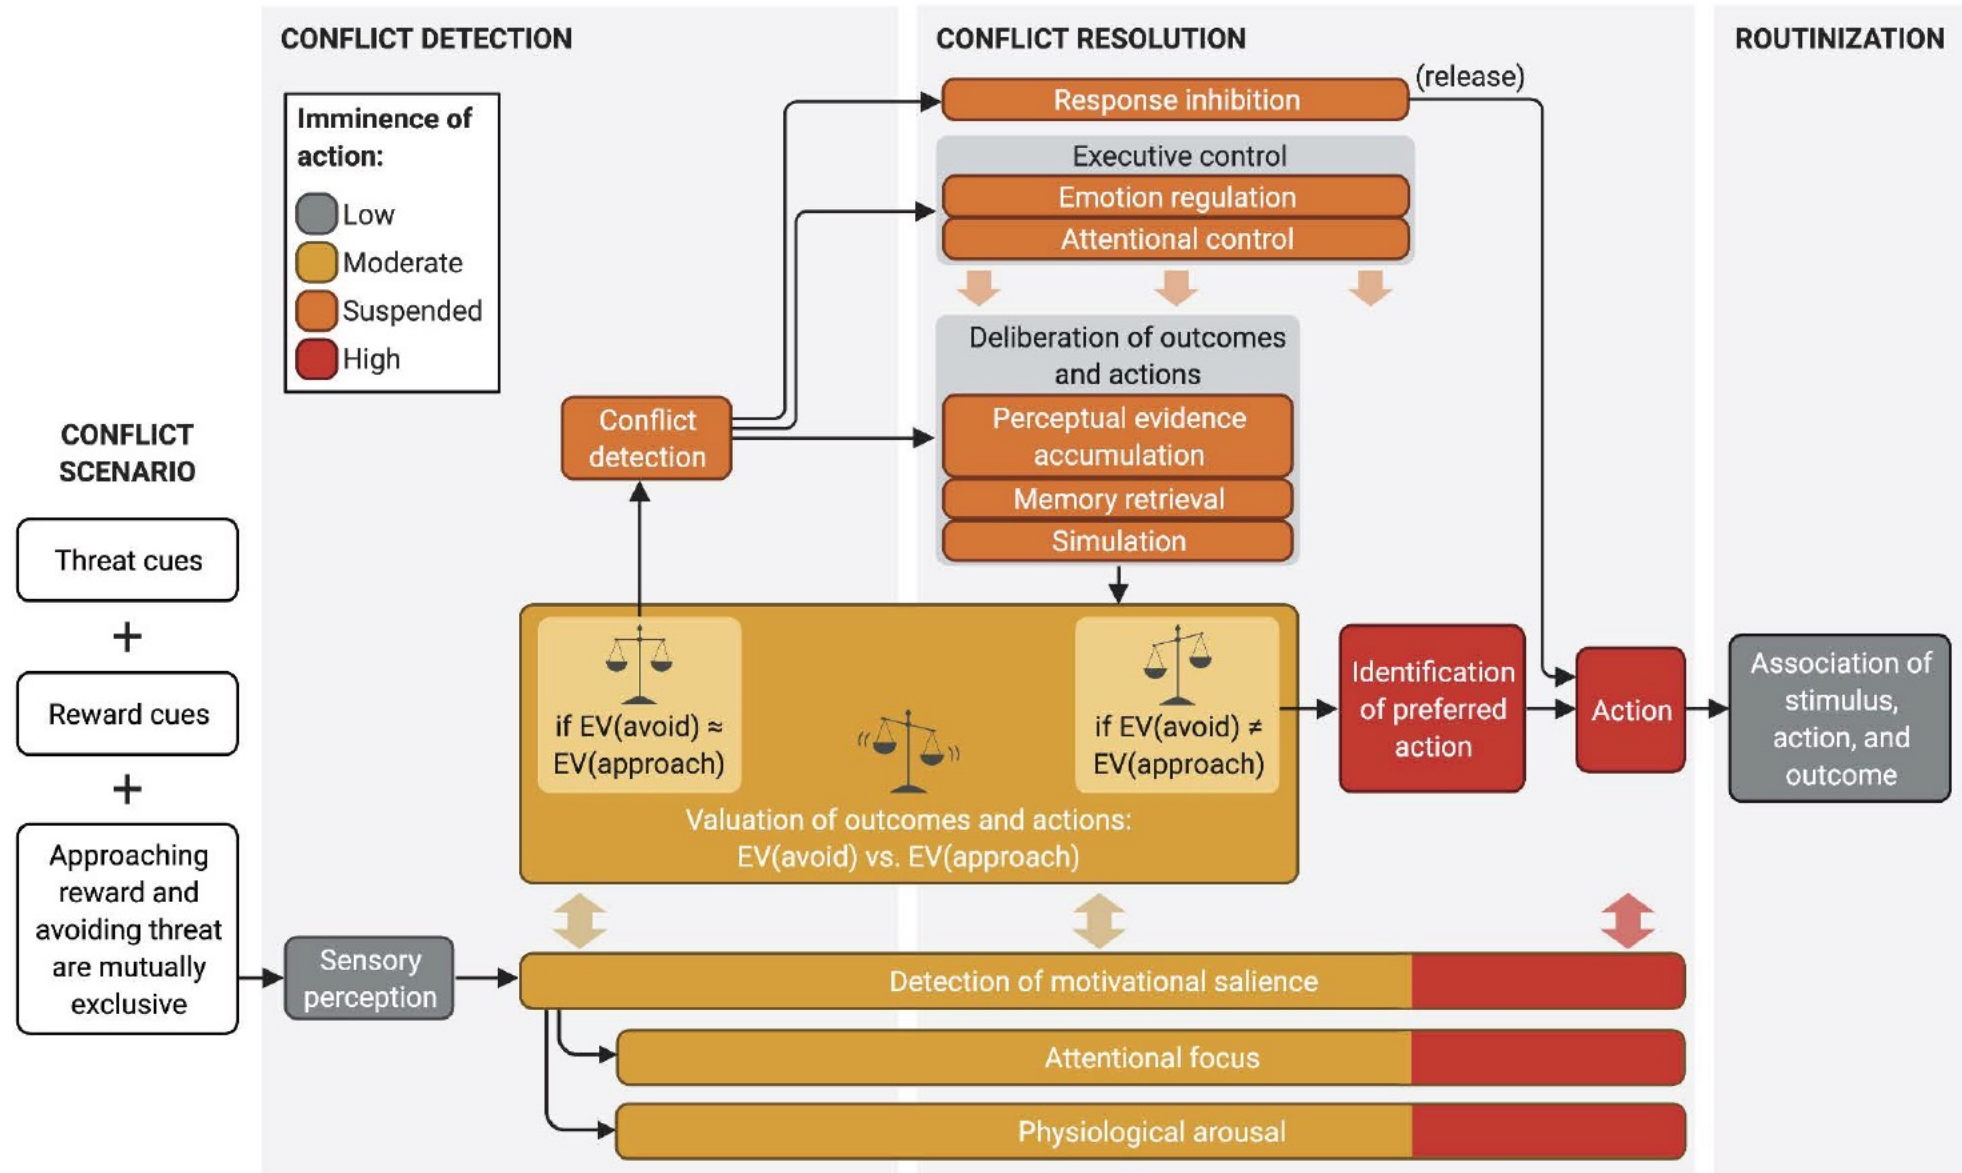 CONFLICT DETECTION
CONFLICT RESOLUTION
ROUTINIZATION
Imminence of
action:
Low
Moderate
Suspended
High
CONFLICT
SCENARIO
Threat cues
+
Reward cues
+
Approaching
reward and
avoiding threat
are mutually
exclusive
Sensory
perception
Conflict
detection
Response inhibition
(release)
Executive control
Emotion regulation
Attentional control
Deliberation of outcomes
and actions
Perceptual evidence
accumulation
Memory retrieval
Simulation
if EV(avoid) ≈
EV(approach)
if EV(avoid) ≠
EV(approach)
Valuation of outcomes and actions:
EV(avoid) vs. EV(approach)
Identification
of preferred
action
Action
Association of
stimulus,
action, and
outcome
Detection of motivational salience
Attentional focus
Physiological arousal